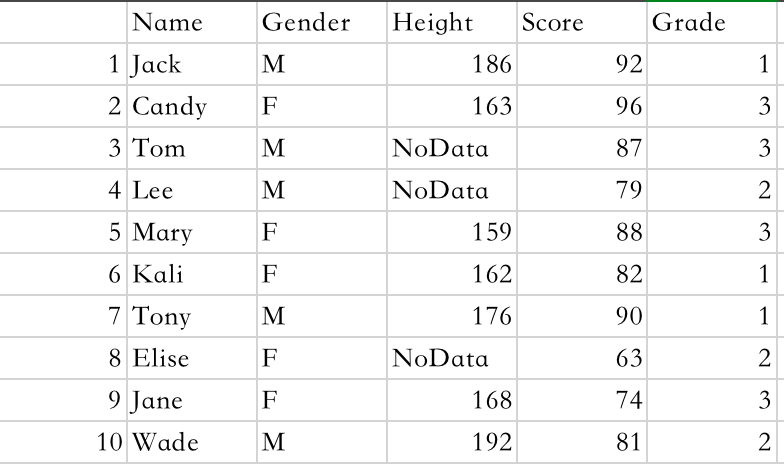 Name Gender Height Score Grade
1 Jack M 186 92 1
2 Candy F 163 96 3
3 Tom M NoData 87 3
4 Lee M NoData 79 2
5 Mary F 159 88 3
6 Kali F 162 82 1
7 Tony M 176 90 1
8 Elise F NoData 63 2
9 Jane F 168 74 3
10 Wade M 192 81 2